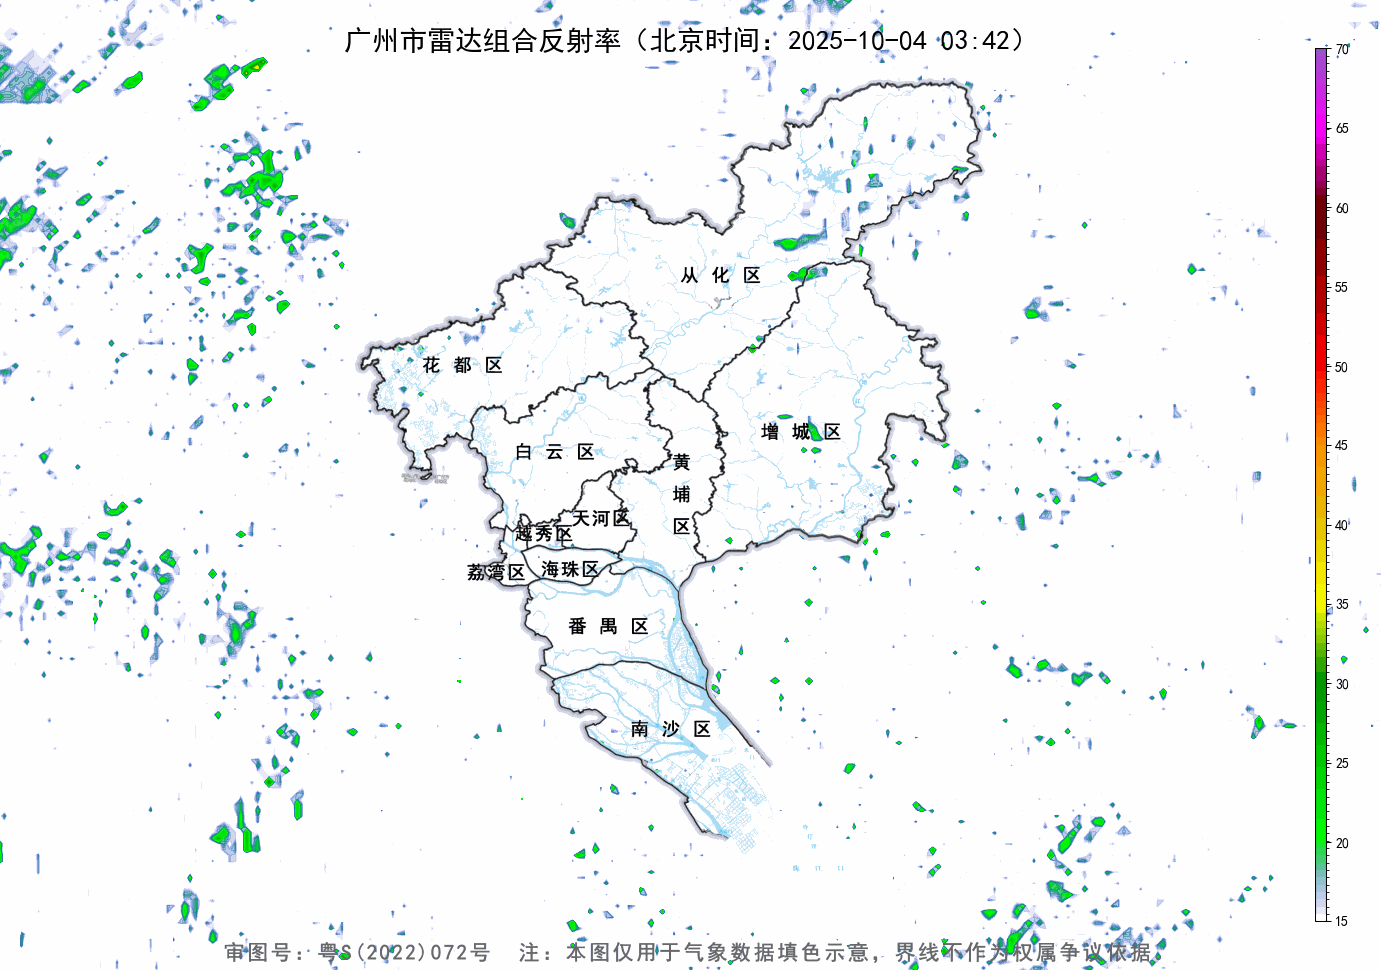 广州市雷达组合反射率（北京时间：2025-10-04 03:42）
70
65
60
55
50
45
40
35
30
25
20
15
从化区
花都区
增城区
白云区
黄埔区
天河区
越秀区
海珠区
荔湾区
番禺区
南沙区
审图号：粤S(2022)072号 注：本图仅用于气象数据填色示意，界线不作为权属争议依据。